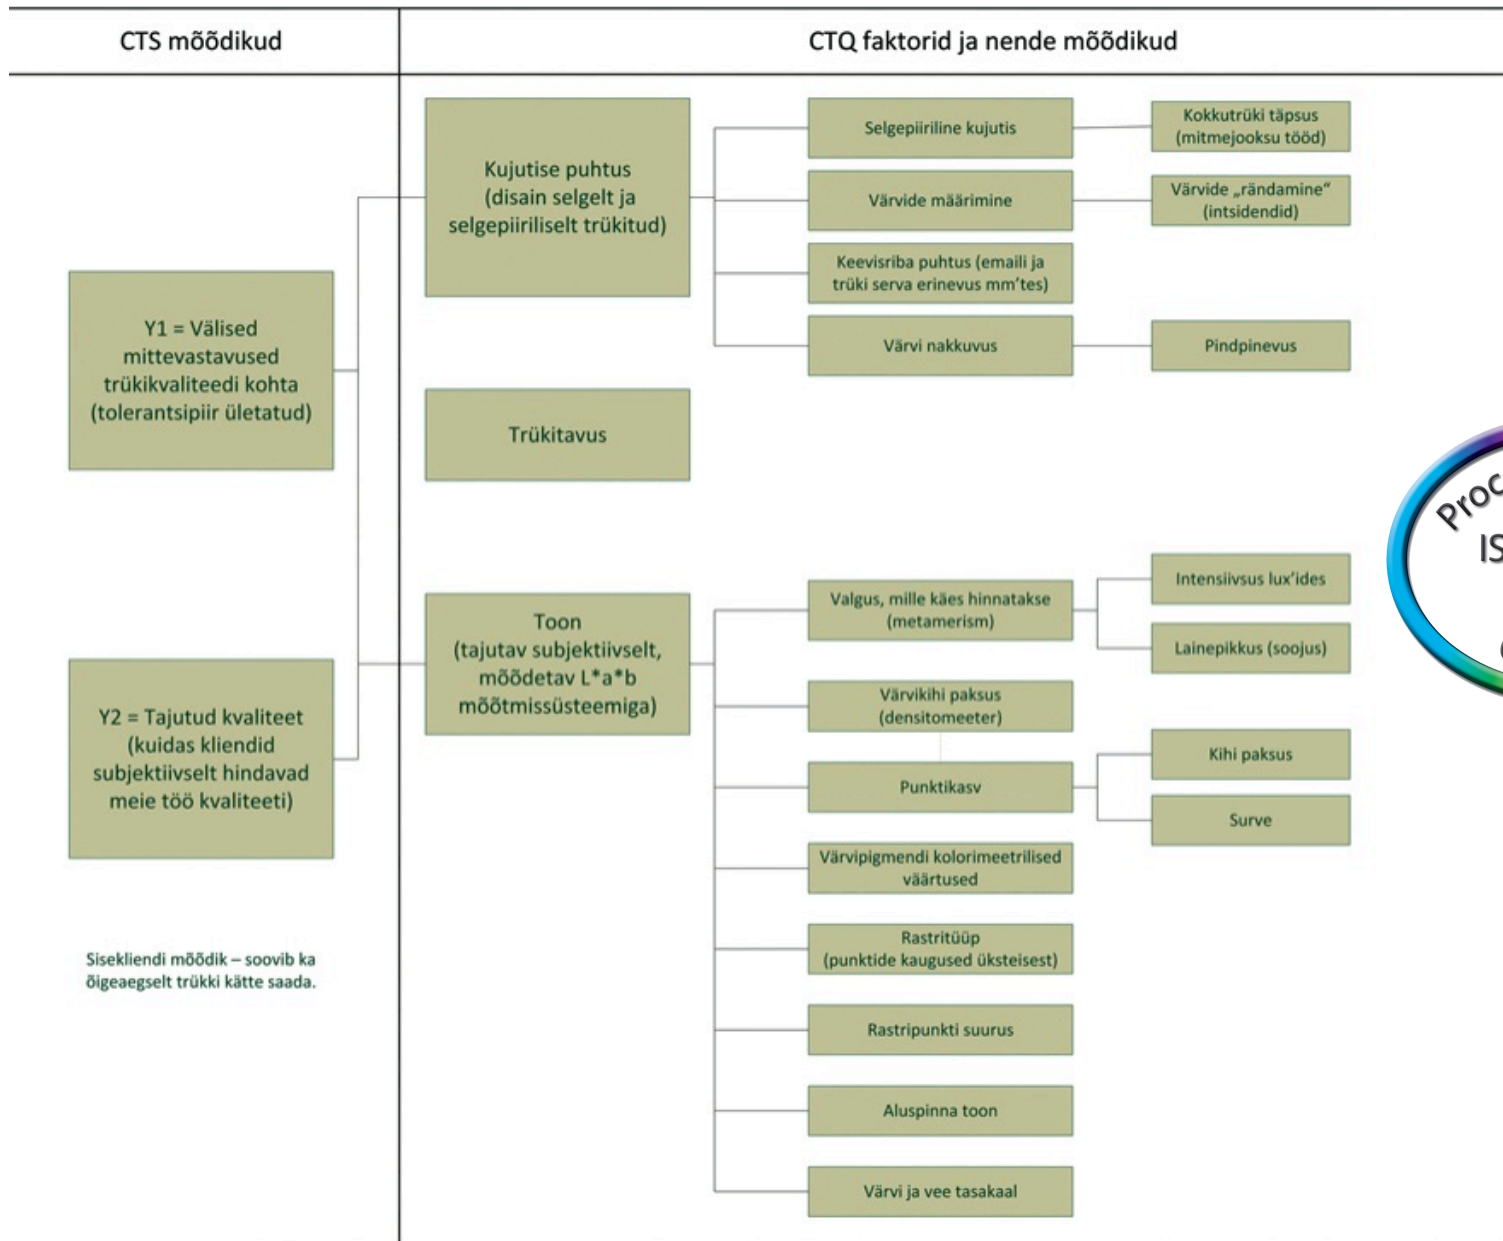 CTS mõõdikud
CTQ faktorid ja nende mõõdikud
Y1 = Välised
mittevastavused
trükikvaliteedi kohta
(tolerantsipiir ületatud)
Y2 = Tajutud kvaliteet
(kuidas kliendid
subjektiivselt hindavad
meie töö kvaliteeti)
Sisekliendi mõõdik – soovib ka
õigeaegselt trükki kätte saada.
Kujutise puhtus
(disain selgelt ja
selgepiiriliselt trükitud)
Trükitavus
Toon
(tajutav subjektiivselt,
mõõdetav L*a*b
mõõtmissüsteemiga)
Selgepiiriline kujutis
Värvide määrimine
Keevisriba puhtus (emaili ja
trüki serva erinevus mm'tes)
Värvi nakkuvus
Kokkutrüki täpsus
(mitmejooksu tööd)
Värvide „rändamine“
(intsidendid)
Pindpinevus
Valgus, mille käes hinnatakse
(metamerism)
Värvikihi paksus
(densitomeeter)
Punktikasv
Värvipigmendi kolorimeetrilised
väärtused
Rastritüüp
(punktide kaugused üksteisest)
Rastripunkti suurus
Aluspinna toon
Värvi ja vee tasakaal
Intensiivsus lux'ides
Lainepikkus (soojus)
Kihi paksus
Surve
Proc
IS